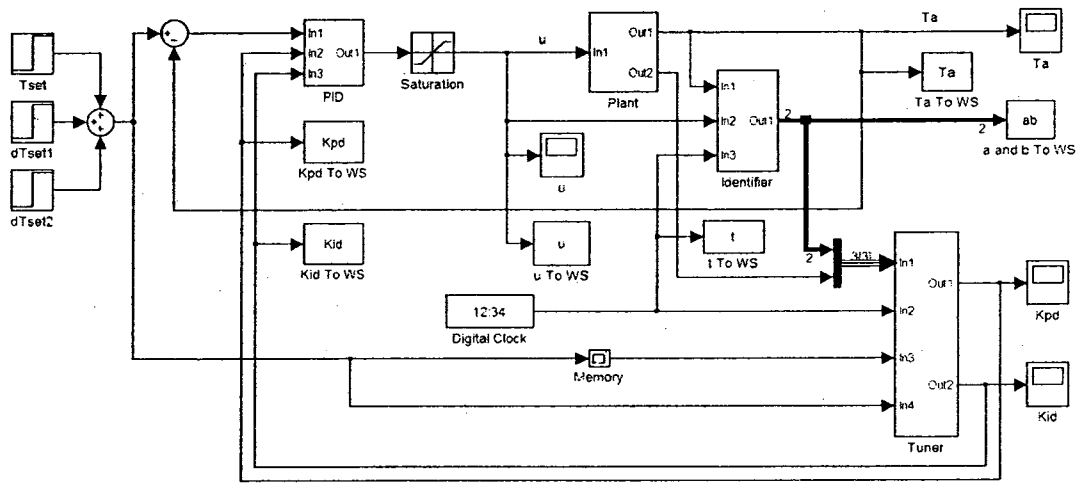 Tset
dTset1
dTset2
In1
In2
In3
Out1
PID
Saturation
Kpd
Kpd To WS
Kid
Kid To WS
u
In1
Out1
Out2
Plant
u
u
u To WS
In1
In2
In3
Out1
Identifier
2
2
Ta
Ta
Ta
Ta To WS
ab
a and b To WS
t
t To WS
2
3{3}
12:34
Digital Clock
Memory
In1
In2
In3
In4
Out1
Out2
Tuner
Kpd
Kid